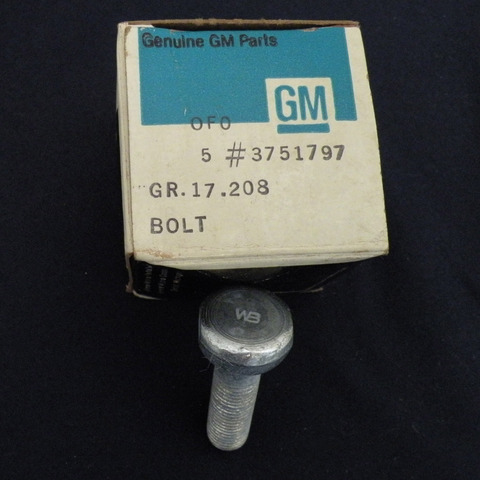 Genuine GM Parts
GM
OFO
5 #3751797
GR.17.208
BOLT
WB